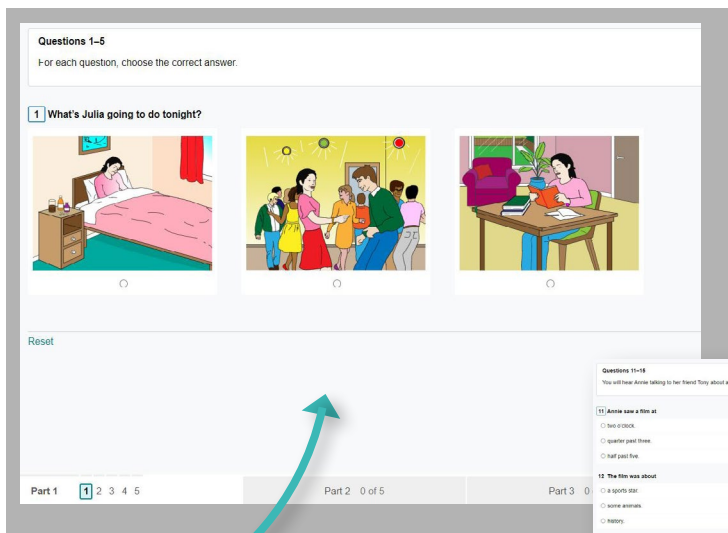 Questions 1–5
For each question, choose the correct answer.
1 What's Julia going to do tonight?
Reset
Part 1 1 2 3 4 5
Part 2 0 of 5
Part 3 0
Questions 11–15
You will hear Annie talking to her friend Tony about a
11 Annie saw a film at
two o'clock.
quarter past three.
half past five.
12 The film was about
a sports star.
some animals.
history.